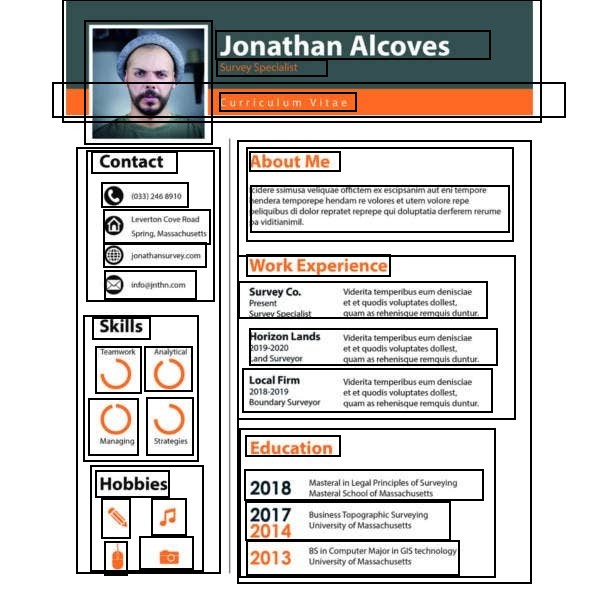 Jonathan Alcoves
Survey Specialist
Curriculum Vitae
Contact
(033) 246 8910
Leverton Cove Road
Spring, Massachusetts
jonathansurvey.com
info@jnthn.com
Skills
Teamwork
Analytical
Managing
Strategies
Hobbies
About Me
Icidere ssimusa veliquae offictem ex escipsanim aut eni tempore
hendera temporepe hendam re volores et utem volore repe
peliquibus di dolor repratet reprepe qui doluptatia derferem rerume
pa viditianimil.
Work Experience
Survey Co.
Present
Survey Specialist
Viderita temperibus eum denisciae
et et quodis voluptates dollest,
quam as rehenisque remquis duntur.
Horizon Lands
2019-2020
Land Surveyor
Viderita temperibus eum denisciae
et et quodis voluptates dollest,
quam as rehenisque remquis duntur.
Local Firm
2018-2019
Boundary Surveyor
Viderita temperibus eum denisciae
et et quodis voluptates dollest,
quam as rehenisque remquis duntur.
Education
2018
Masteral in Legal Principles of Surveying
Masteral School of Massachusetts
2017
2014
Business Topographic Surveying
University of Massachusetts
2013
BS in Computer Major in GIS technology
University of Massachusetts